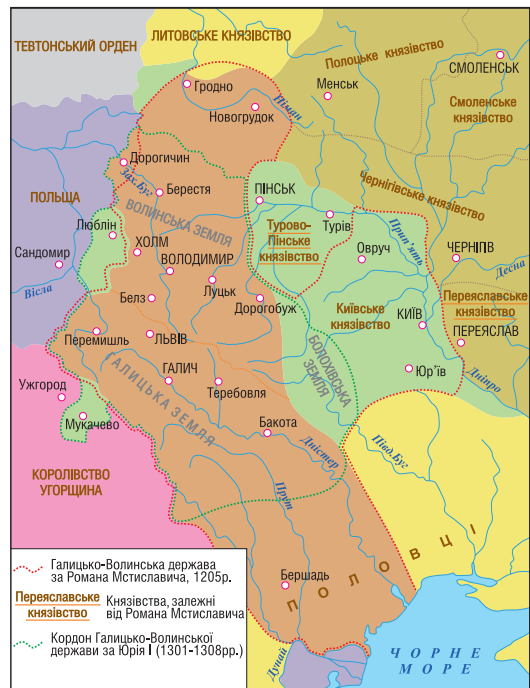 ТЕВТОНСЬКИЙ ОРДЕН
ЛИТОВСЬКЕ КНЯЗІВСТВО
Полоцьке князівство
СМОЛЕНСЬК
Гродно
Менськ
Смоленське
князівство
Новогрудок
Німан
Дорогичин
Зах.Буг
Чернігівське князівство
ПОЛЬЩА
Берестя
ПІНСЬК
ВОЛИНСЬКА ЗЕМЛЯ
Люблін
Турово-
Пінське
князівство
Турів
Прип'ять
ХОЛМ
Овруч
ЧЕРНІГІВ
Сандомир
ВОЛОДИМИР
Десна
Вісла
Белз
Луцьк
Дорогобуж
Київське
князівство
КИЇВ
Переяславське
князівство
Перемишль
ЛЬВІВ
ПЕРЕЯСЛАВ
БОЛОХІВСЬКА
ЗЕМЛЯ
Ужгород
ГАЛИЧ
Теребовля
Юр'їв
Дніпро
Мукачево
ГАЛИЦЬКА ЗЕМЛЯ
Бакота
Дністер
Півд.Буг
КОРОЛІВСТВО
УГОРЩИНА
Прут
ПОЛОВЦІ
Бершадь
Дунай
ЧОРНЕ
МОРЕ
Галицько-Волинська держава
за Романа Мстиславича, 1205р.
Переяславське
князівство
Князівства, залежні
від Романа Мстиславича
Кордон Галицько-Волинської
держави за Юрія І (1301-1308рр.)